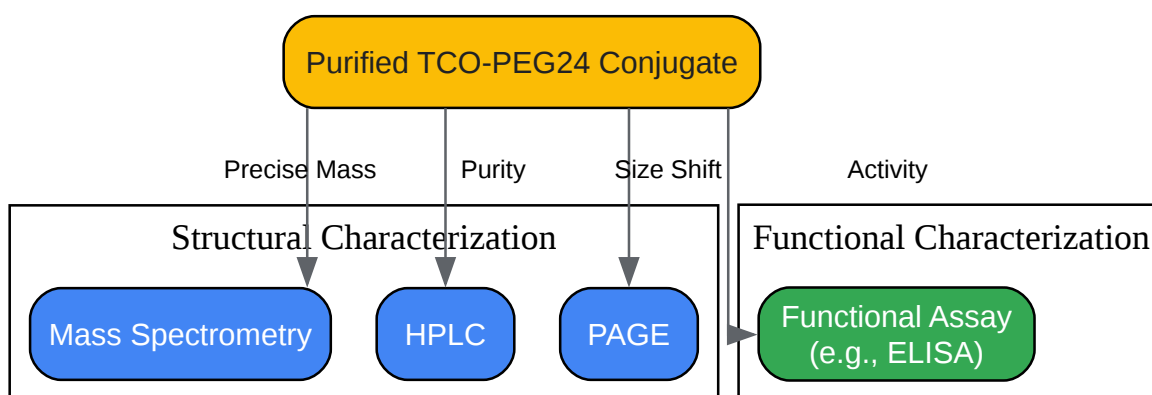 Purified TCO-PEG24 Conjugate
Precise Mass
Purity
Size Shift
Activity
Structural Characterization
Functional Characterization
Mass Spectrometry
HPLC
PAGE
Functional Assay
(e.g., ELISA)